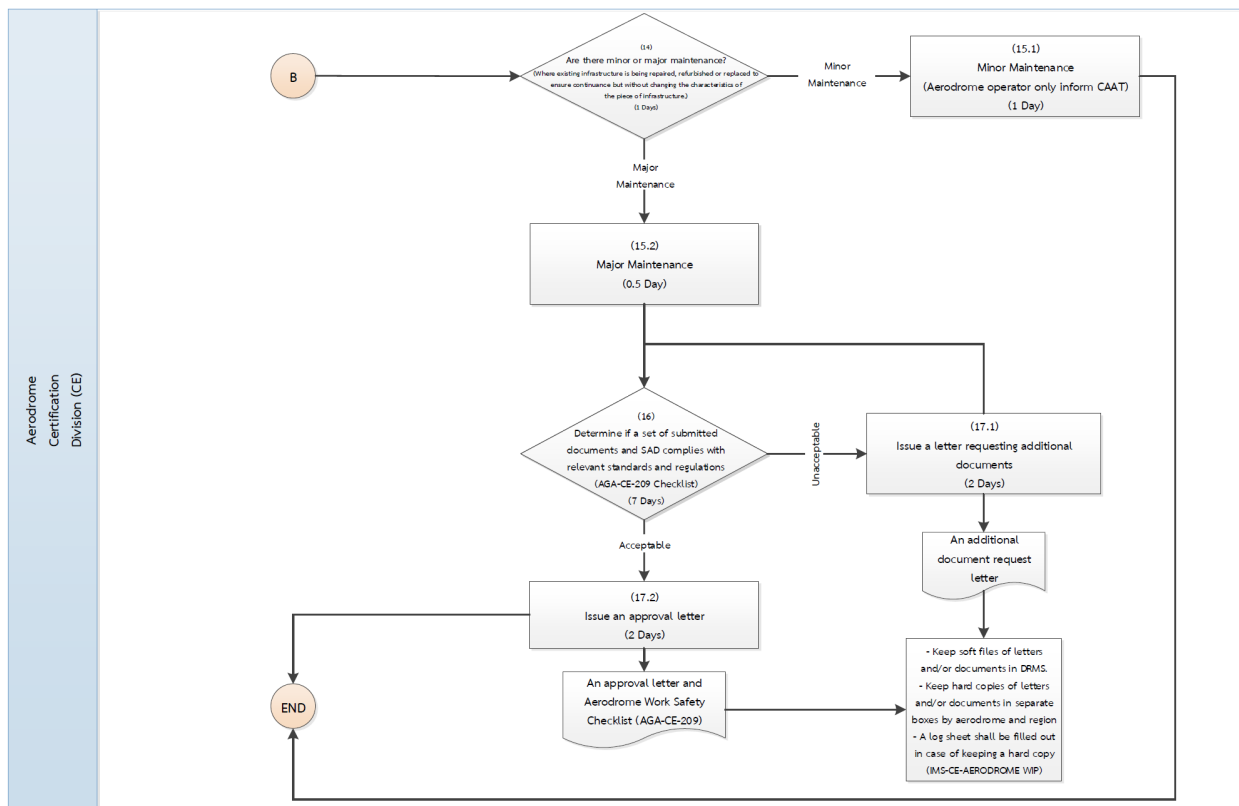 Aerodrome
Certification
Division (CE)
B
(14)
Are there minor or major maintenance?
(Where existing infrastructure is being repaired, refurbished or replaced to
ensure continuance but without changing the characteristics of
the piece of infrastructure.)
(1 Days)
Minor
Maintenance
(15.1)
Minor Maintenance
(Aerodrome operator only inform CAAT)
(1 Day)
Major
Maintenance
(15.2)
Major Maintenance
(0.5 Day)
(16)
Determine if a set of submitted
documents and SAD complies with
relevant standards and regulations
(AGA-CE-209 Checklist)
(7 Days)
Unacceptable
(17.1)
Issue a letter requesting additional
documents
(2 Days)
An additional
document request
letter
Acceptable
(17.2)
Issue an approval letter
(2 Days)
An approval letter and
Aerodrome Work Safety
Checklist (AGA-CE-209)
- Keep soft files of letters
and/or documents in DRMS.
- Keep hard copies of letters
and/or documents in separate
boxes by aerodrome and region
- A log sheet shall be filled out
in case of keeping a hard copy
(IMS-CE-AERODROME WIP)
END